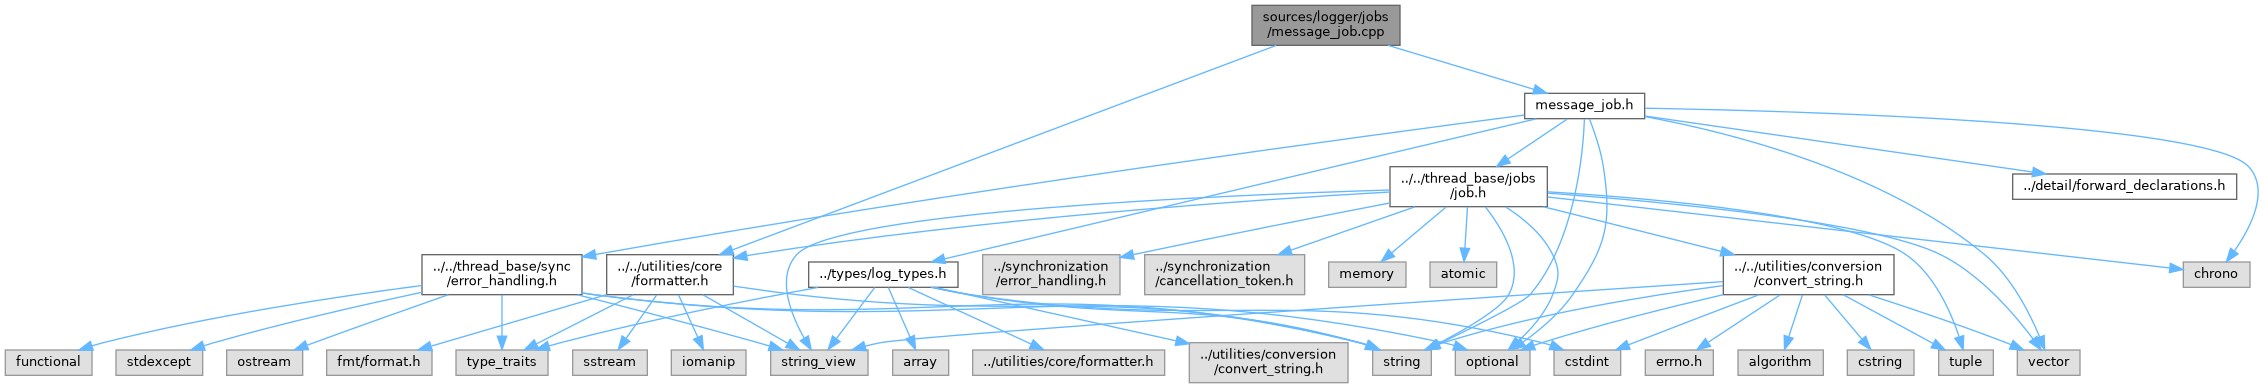 sources/logger/jobs
/message_job.cpp
message_job.h
../../thread_base/jobs
/job.h
../detail/forward_declarations.h
../../thread_base/sync
/error_handling.h
../../utilities/core
/formatter.h
../types/log_types.h
../synchronization
/error_handling.h
../synchronization
/cancellation_token.h
memory
atomic
../../utilities/conversion
/convert_string.h
chrono
functional
stdexcept
ostream
fmt/format.h
type_traits
sstream
iomanip
string_view
array
../utilities/core/formatter.h
../utilities/conversion
/convert_string.h
string
optional
cstdint
errno.h
algorithm
cstring
tuple
vector